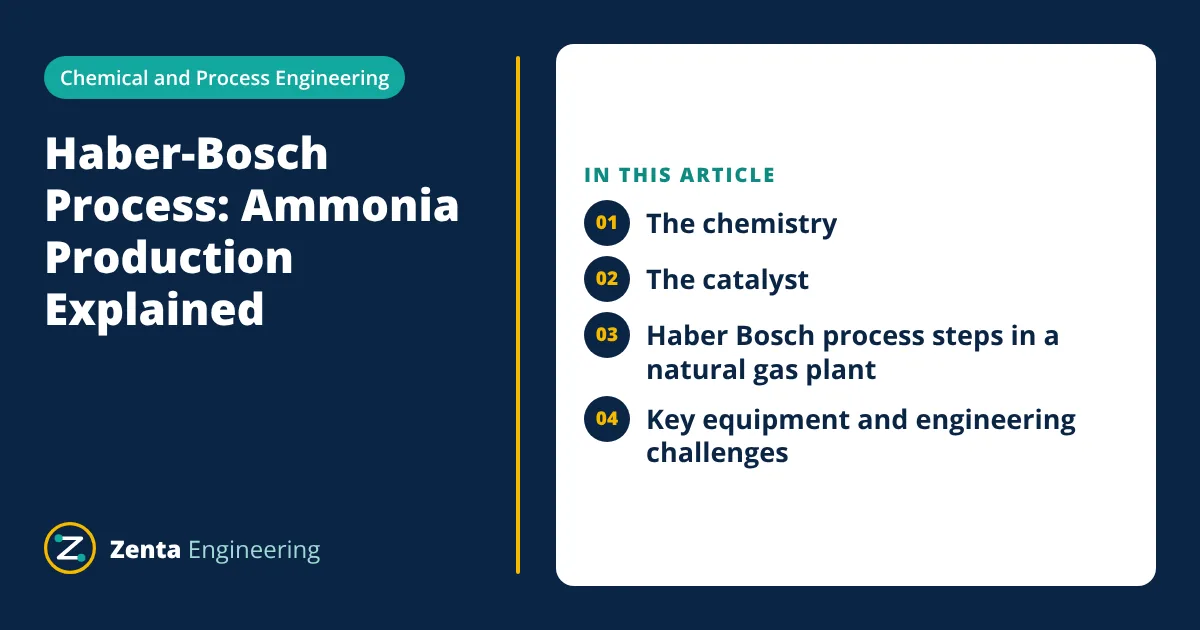 Chemical and Process Engineering
Haber-Bosch
Process: Ammonia
Production
Explained
Zenta Engineering
IN THIS ARTICLE
01 The chemistry
02 The catalyst
03 Haber Bosch process steps in a
natural gas plant
04 Key equipment and engineering
challenges